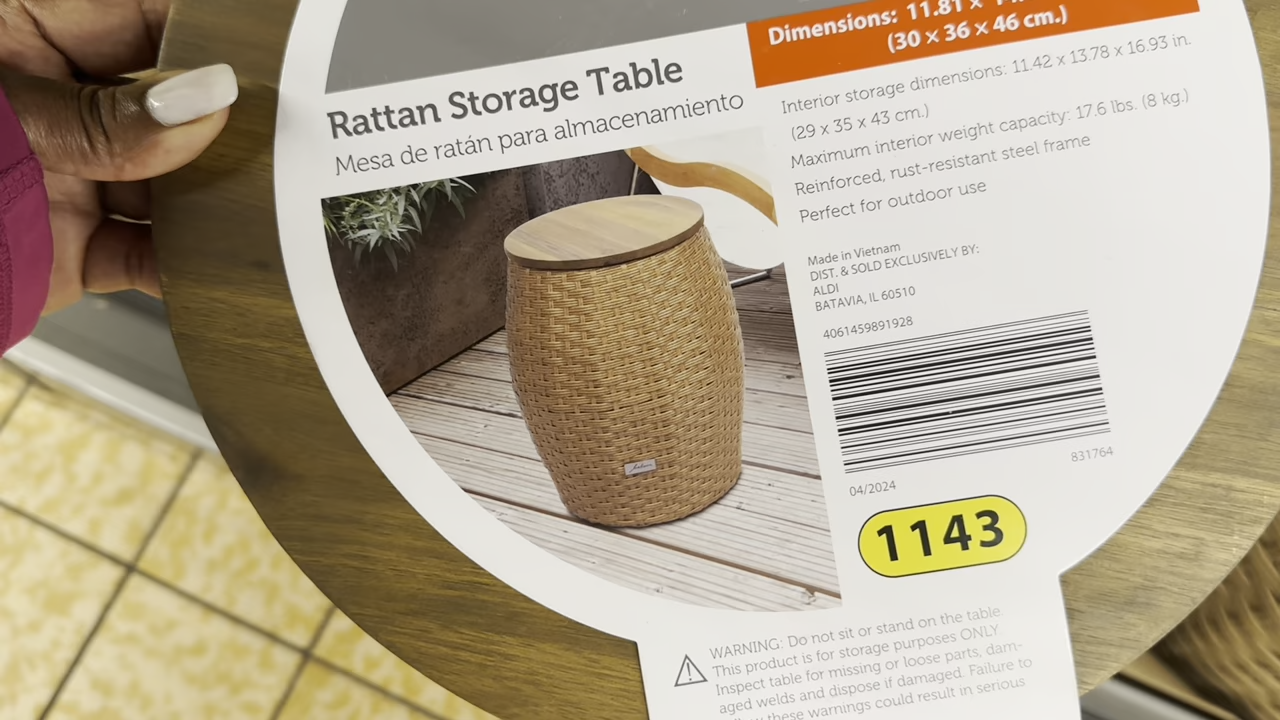 Rattan Storage Table
Mesa de ratán para almacenamiento
Dimensions: 11.81 x
(30 x 36 x 46 cm.)
Interior storage dimensions: 11.42 x 13.78 x 16.93 in.
(29 x 35 x 43 cm.)
Maximum interior weight capacity: 17.6 lbs. (8 kg.)
Reinforced, rust-resistant steel frame
Perfect for outdoor use
Made in Vietnam
DIST. & SOLD EXCLUSIVELY BY:
ALDI
BATAVIA, IL 60510
4061459891928
831764
04/2024
1143
WARNING: Do not sit or stand on the table
This product is for storage purposes ONLY.
Inspect table for missing or loose parts, dam-
aged welds and dispose if damaged. Failure to
these warnings could result in serious